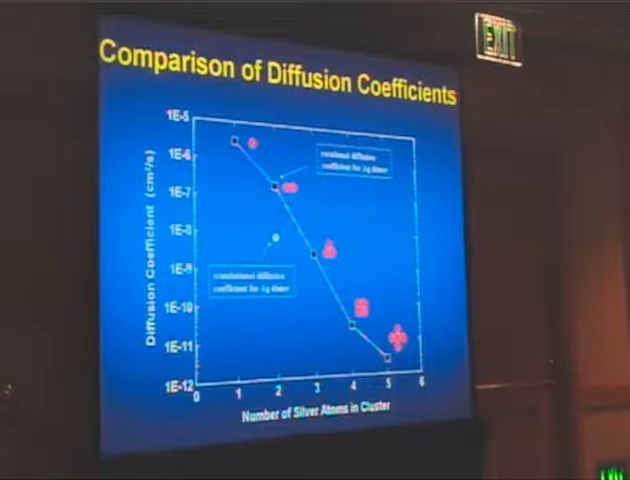 EXIT
Comparison of Diffusion Coefficients
1E-5
1E-6
1E-7
1E-8
1E-9
1E-10
1E-11
1E-12
Diffusion Coefficient (cm²/s)
rotational diffusion
coefficient for Ag dimer
translational diffusion
coefficient for Ag dimer
0 1 2 3 4 5 6
Number of Silver Atoms in Cluster